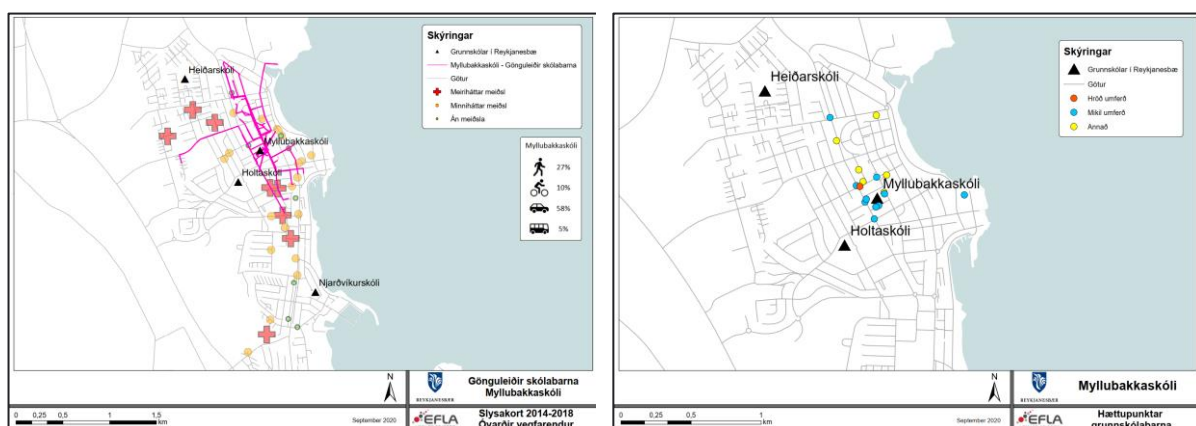 Skýringar
Grunnskólar í Reykjanesbæ
Myllubakkaskóli - Gönguleiðir skólabarna
Götur
Meiriháttar meiðsl
Minniháttar meiðsl
Án meiðsla
Myllubakkaskóli
27%
10%
58%
5%
Heiðarskóli
Myllubakkaskóli
Holtaskóli
Njarðvíkurskóli
N
REYKJANESBÆR
Gönguleiðir skólabarna
Myllubakkaskóli
0 0,25 0,5 1 1,5
km
September 2020
EFLA
Slysakort 2014-2018
Óvarðir vegfarendur
Skýringar
Grunnskólar í Reykjanesbæ
Götur
Hröð umferð
Mikil umferð
Annað
Heiðarskóli
Myllubakkaskóli
Holtaskóli
N
REYKJANESBÆR
Myllubakkaskóli
0 0,25 0,5 1
km
September 2020
EFLA
Hættupunktar
grunnskólabarna